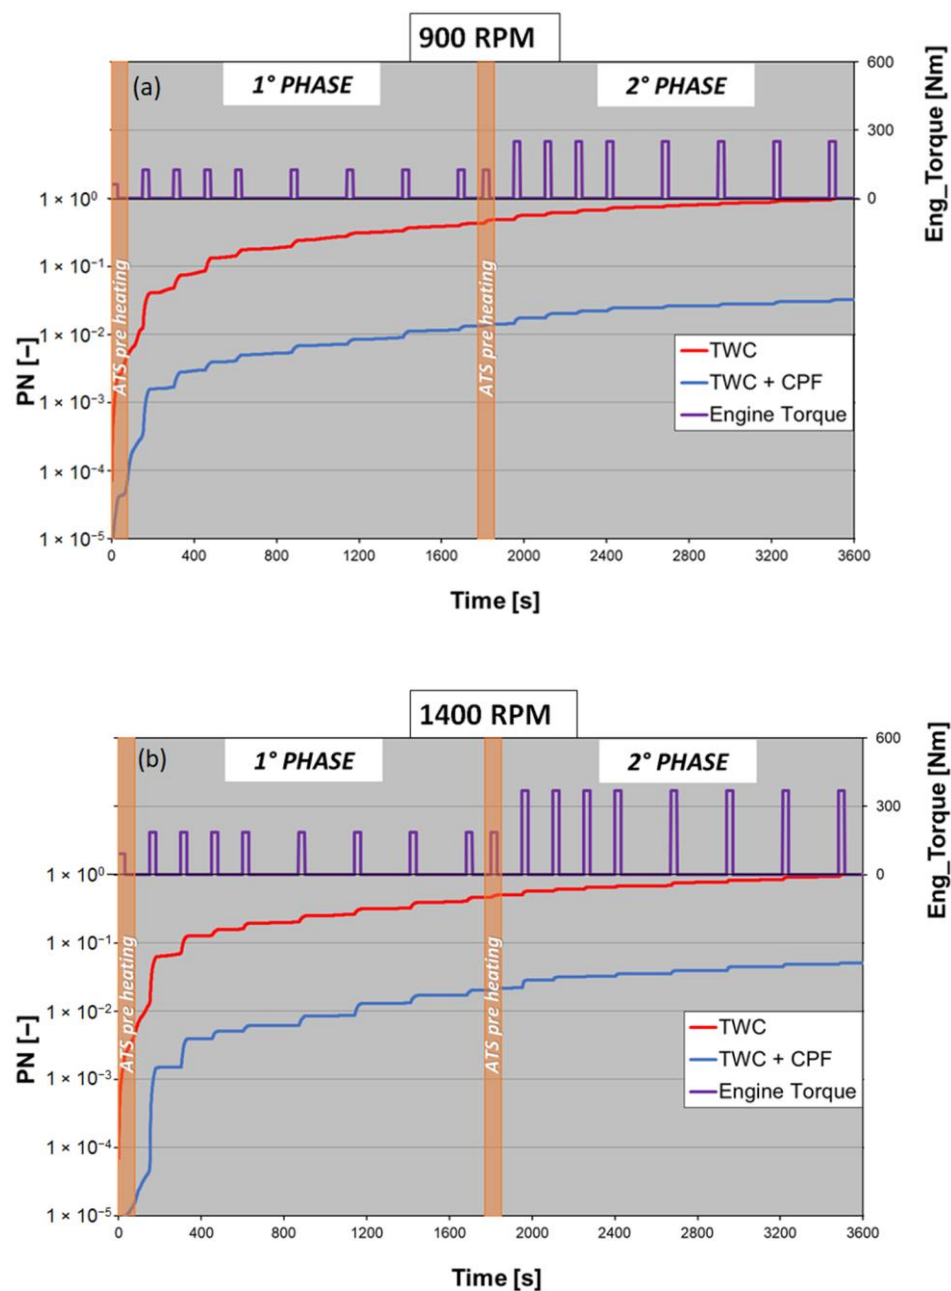 900 RPM
(a)
1° PHASE
2° PHASE
600
300
0
Eng_Torque [Nm]
1 × 10⁰
1 × 10⁻¹
1 × 10⁻²
1 × 10⁻³
1 × 10⁻⁴
1 × 10⁻⁵
PN [–]
ATS pre heating
ATS pre heating
TWC
TWC + CPF
Engine Torque
0 400 800 1200 1600 2000 2400 2800 3200 3600
Time [s]
1400 RPM
(b)
1° PHASE
2° PHASE
600
300
0
Eng_Torque [Nm]
1 × 10⁰
1 × 10⁻¹
1 × 10⁻²
1 × 10⁻³
1 × 10⁻⁴
1 × 10⁻⁵
PN [–]
ATS pre heating
ATS pre heating
TWC
TWC + CPF
Engine Torque
0 400 800 1200 1600 2000 2400 2800 3200 3600
Time [s]